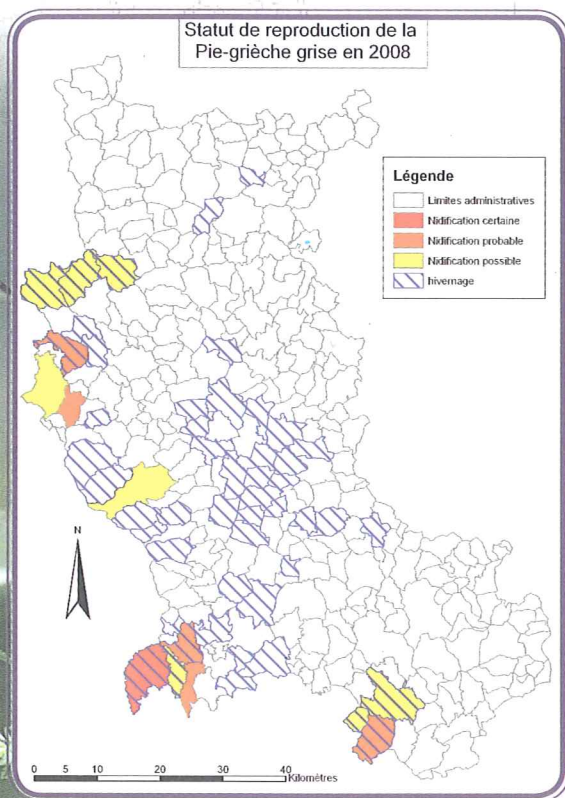 Statut de reproduction de la
Pie-grièche grise en 2008
Légende
Limites administratives
Nidification certaine
Nidification probable
Nidification possible
hivernage
N
0 5 10 20 30 40
Kilomètres